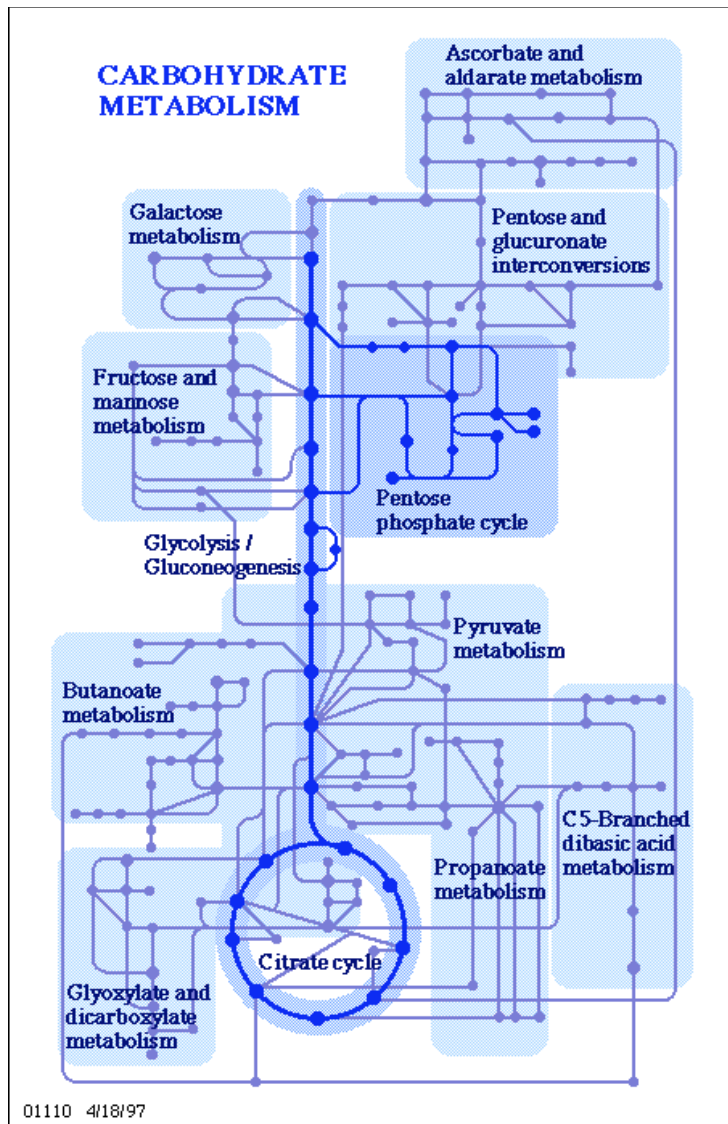 CARBOHYDRATE
METABOLISM
Ascorbate and
aldarate metabolism
Galactose
metabolism
Pentose and
glucuronate
interconversions
Fructose and
mannose
metabolism
Pentose
phosphate cycle
Glycolysis /
Gluconeogenesis
Pyruvate
metabolism
Butanoate
metabolism
C5-Branched
dibasic acid
metabolism
Propanoate
metabolism
Citrate cycle
Glyoxylate and
dicarboxylate
metabolism
01110 4/18/97